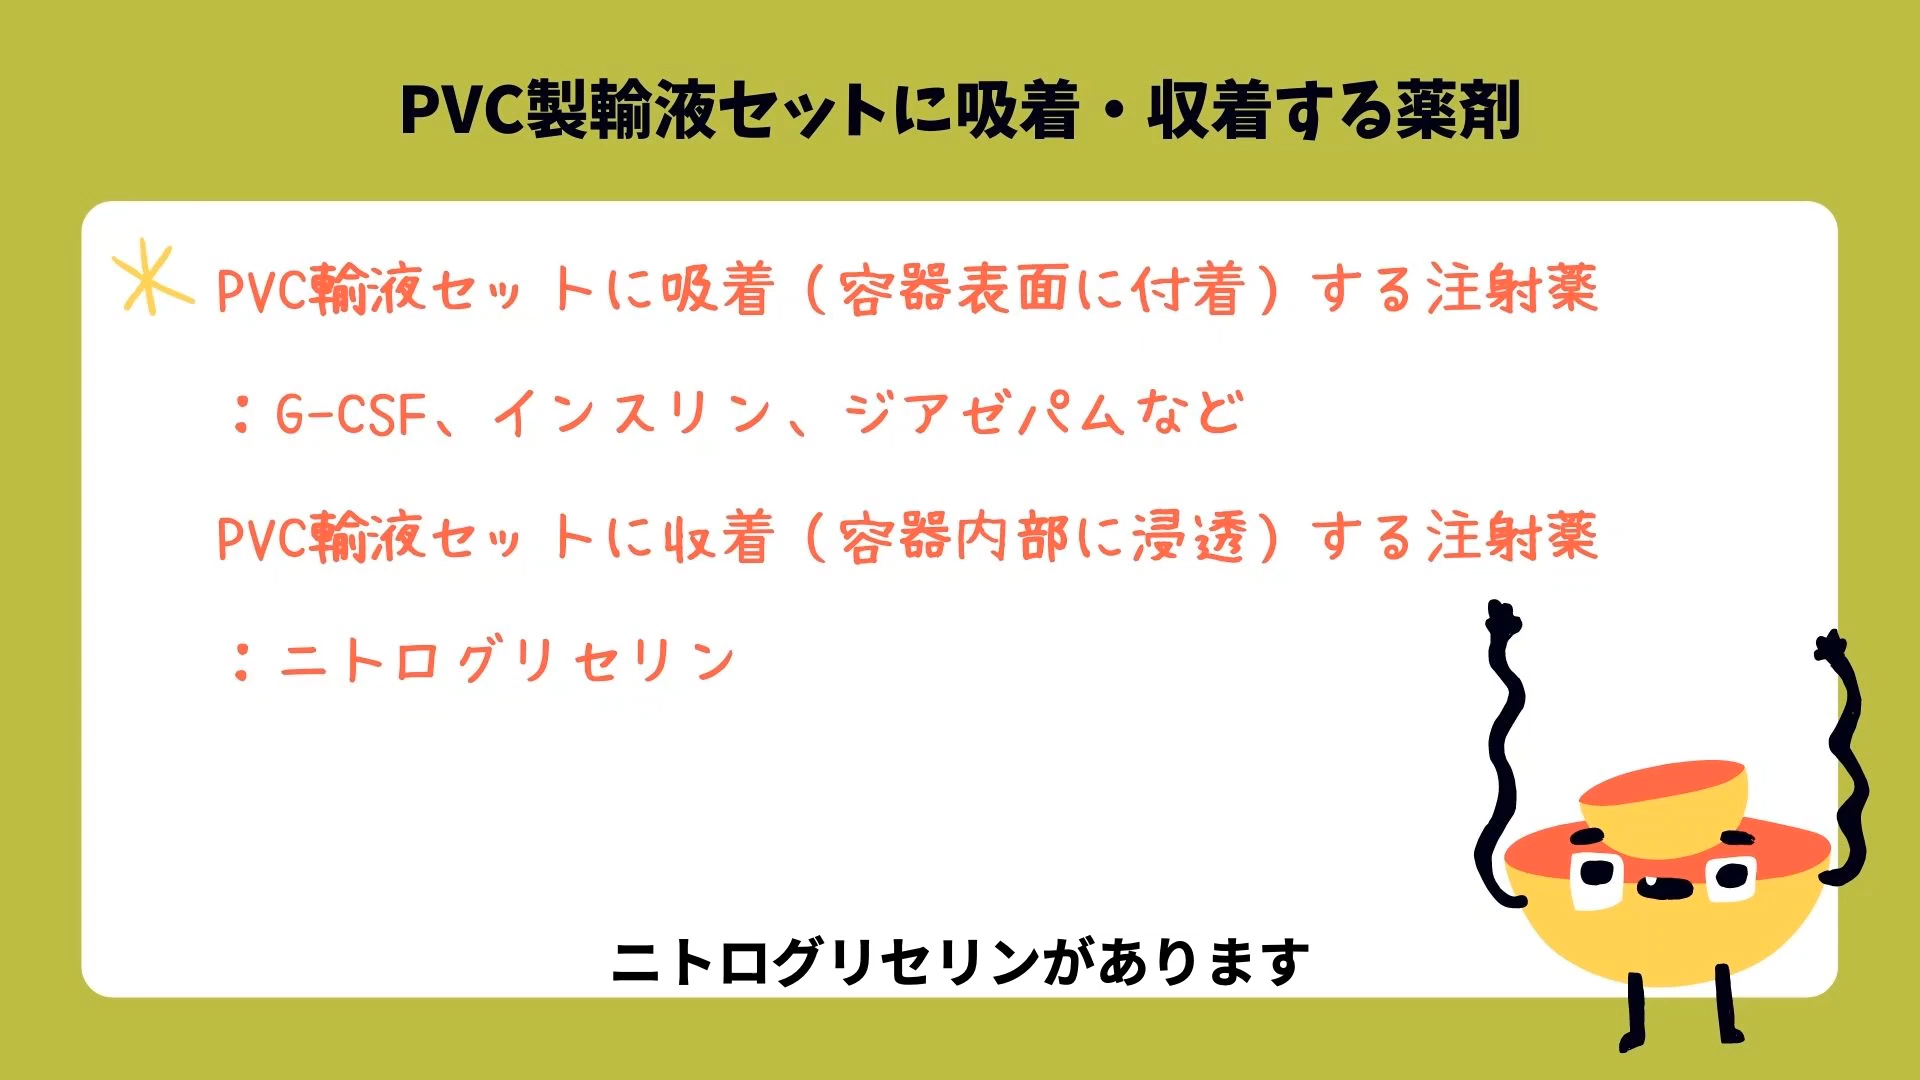 PVC製輸液セットに吸着・収着する薬剤
PVC輸液セットに吸着（容器表面に付着）する注射薬
：G-CSF、インスリン、ジアゼパムなど
PVC輸液セットに収着（容器内部に浸透）する注射薬
：ニトログリセリン
ニトログリセリンがあります